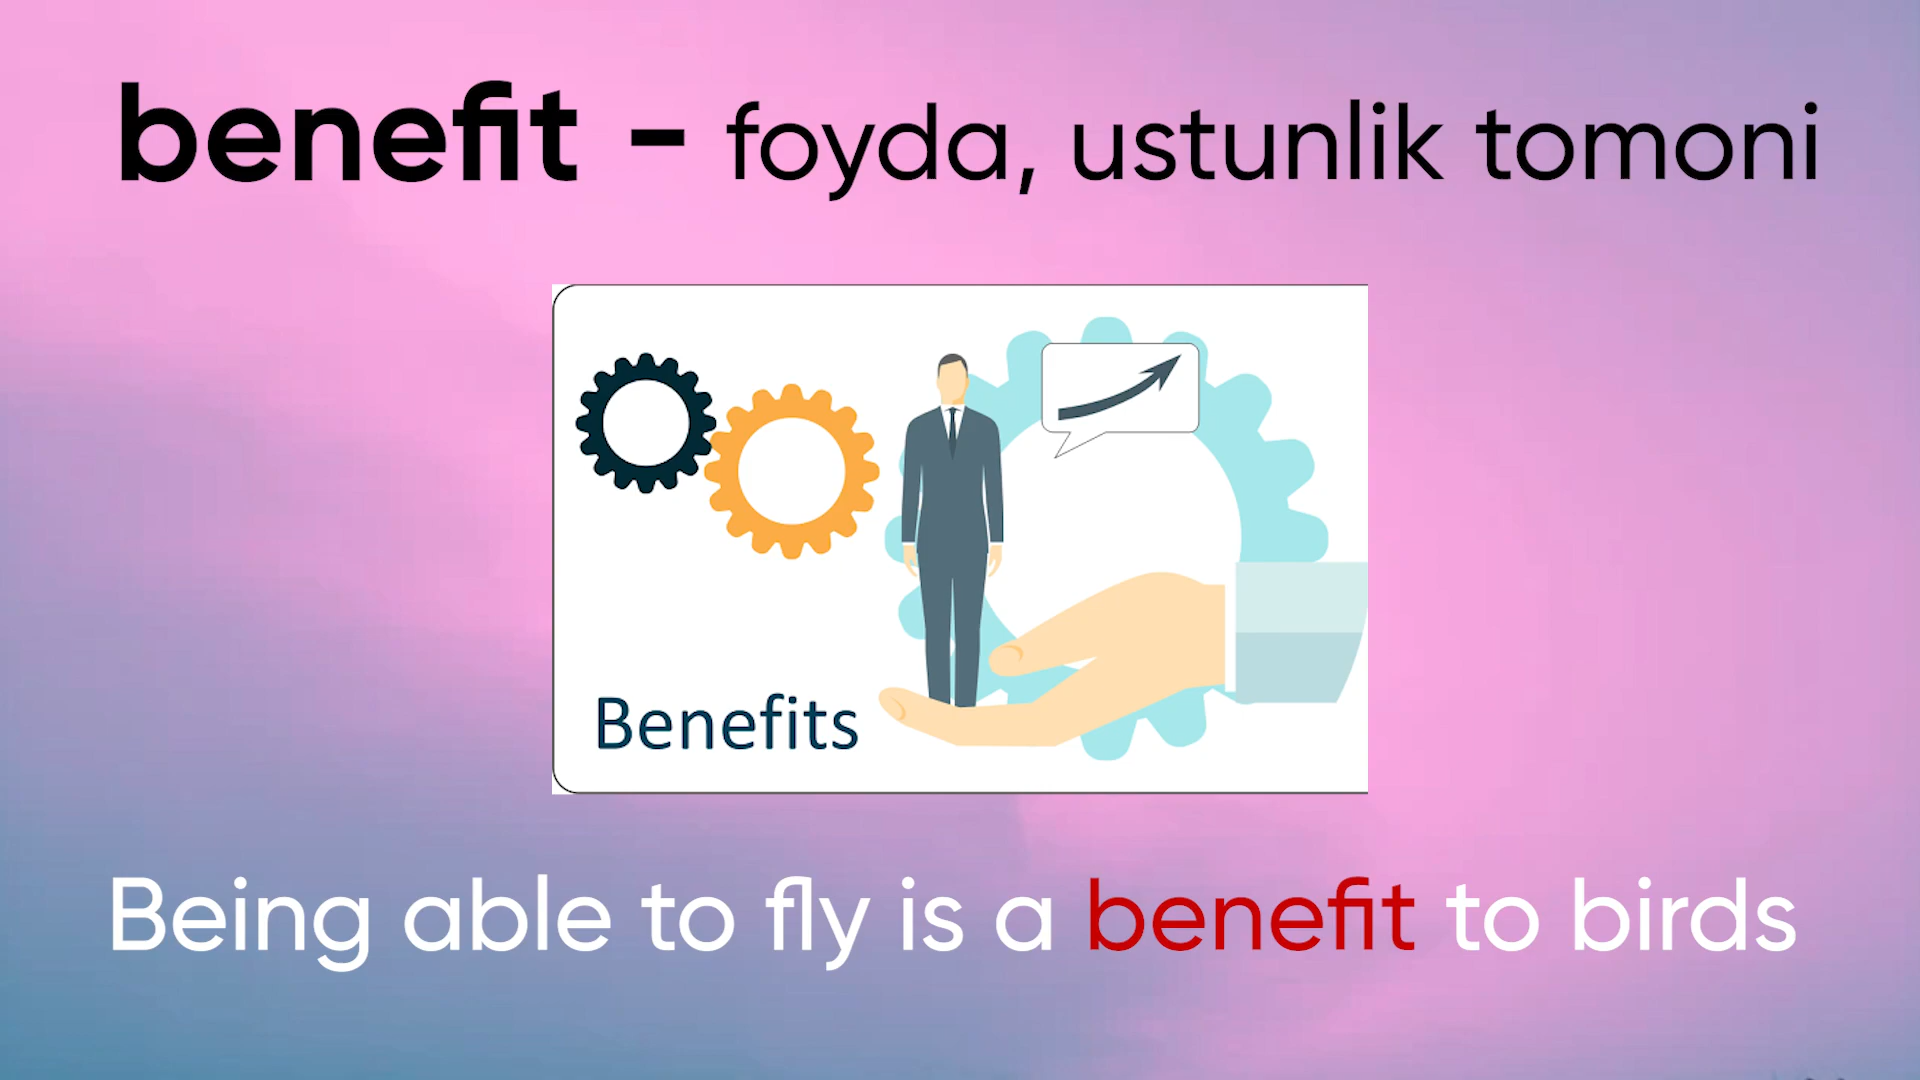 benefit - foyda, ustunlik tomoni
Benefits
Being able to fly is a benefit to birds